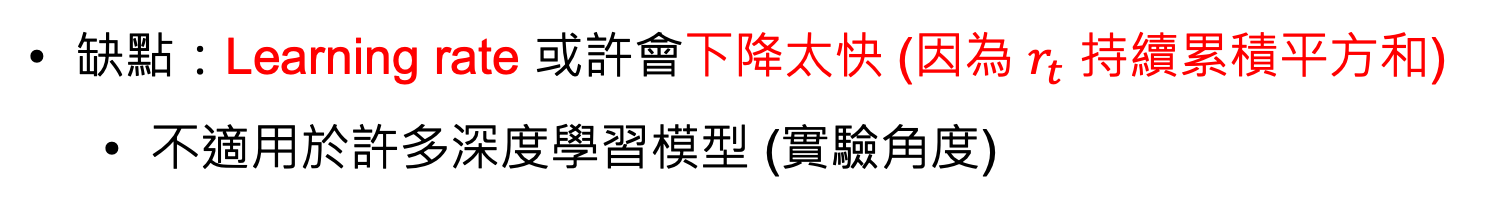 • 缺點：Learning rate 或許會下降太快 (因為 r_t 持續累積平方和)
• 不適用於許多深度學習模型 (實驗角度)